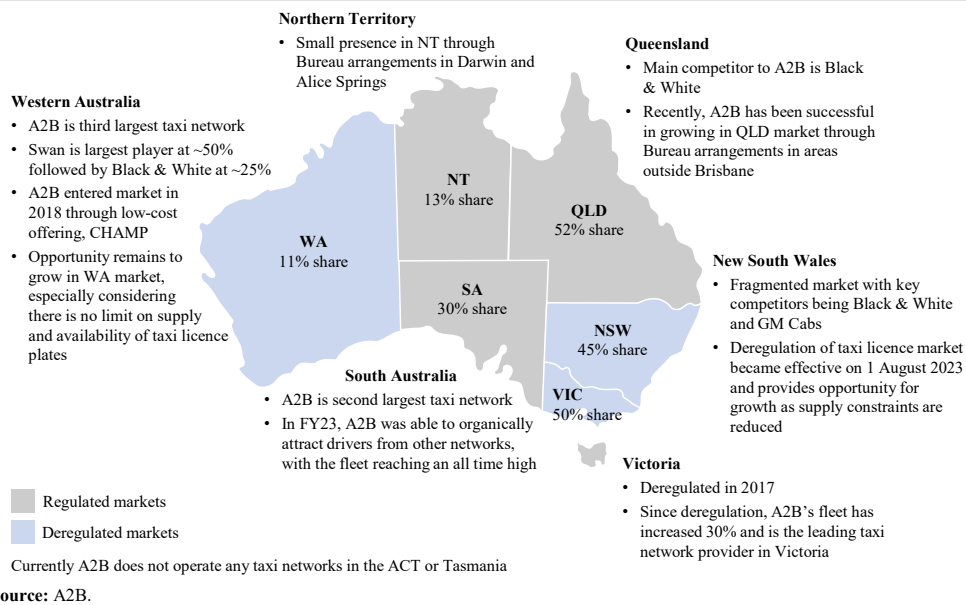 Northern Territory
• Small presence in NT through
Bureau arrangements in Darwin and
Alice Springs
Queensland
• Main competitor to A2B is Black
& White
• Recently, A2B has been successful
in growing in QLD market through
Bureau arrangements in areas
outside Brisbane
Western Australia
• A2B is third largest taxi network
• Swan is largest player at ~50%
followed by Black & White at ~25%
• A2B entered market in
2018 through low-cost
offering, CHAMP
• Opportunity remains to
grow in WA market,
especially considering
there is no limit on supply
and availability of taxi licence
plates
NT
13% share
QLD
52% share
WA
11% share
SA
30% share
NSW
45% share
VIC
50% share
New South Wales
• Fragmented market with key
competitors being Black & White
and GM Cabs
• Deregulation of taxi licence market
became effective on 1 August 2023
and provides opportunity for
growth as supply constraints are
reduced
South Australia
• A2B is second largest taxi network
• In FY23, A2B was able to organically
attract drivers from other networks,
with the fleet reaching an all time high
Victoria
• Deregulated in 2017
• Since deregulation, A2B’s fleet has
increased 30% and is the leading taxi
network provider in Victoria
Regulated markets
Deregulated markets
Currently A2B does not operate any taxi networks in the ACT or Tasmania
ource: A2B.